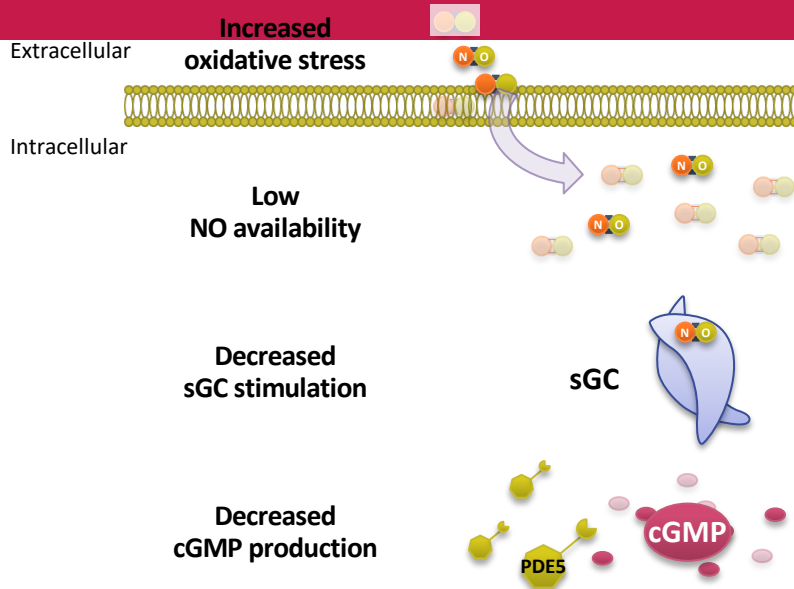 Increased
oxidative stress
Extracellular
N O
Intracellular
Low
NO availability
N O
N O
Decreased
sGC stimulation
sGC
N O
Decreased
cGMP production
cGMP
PDE5